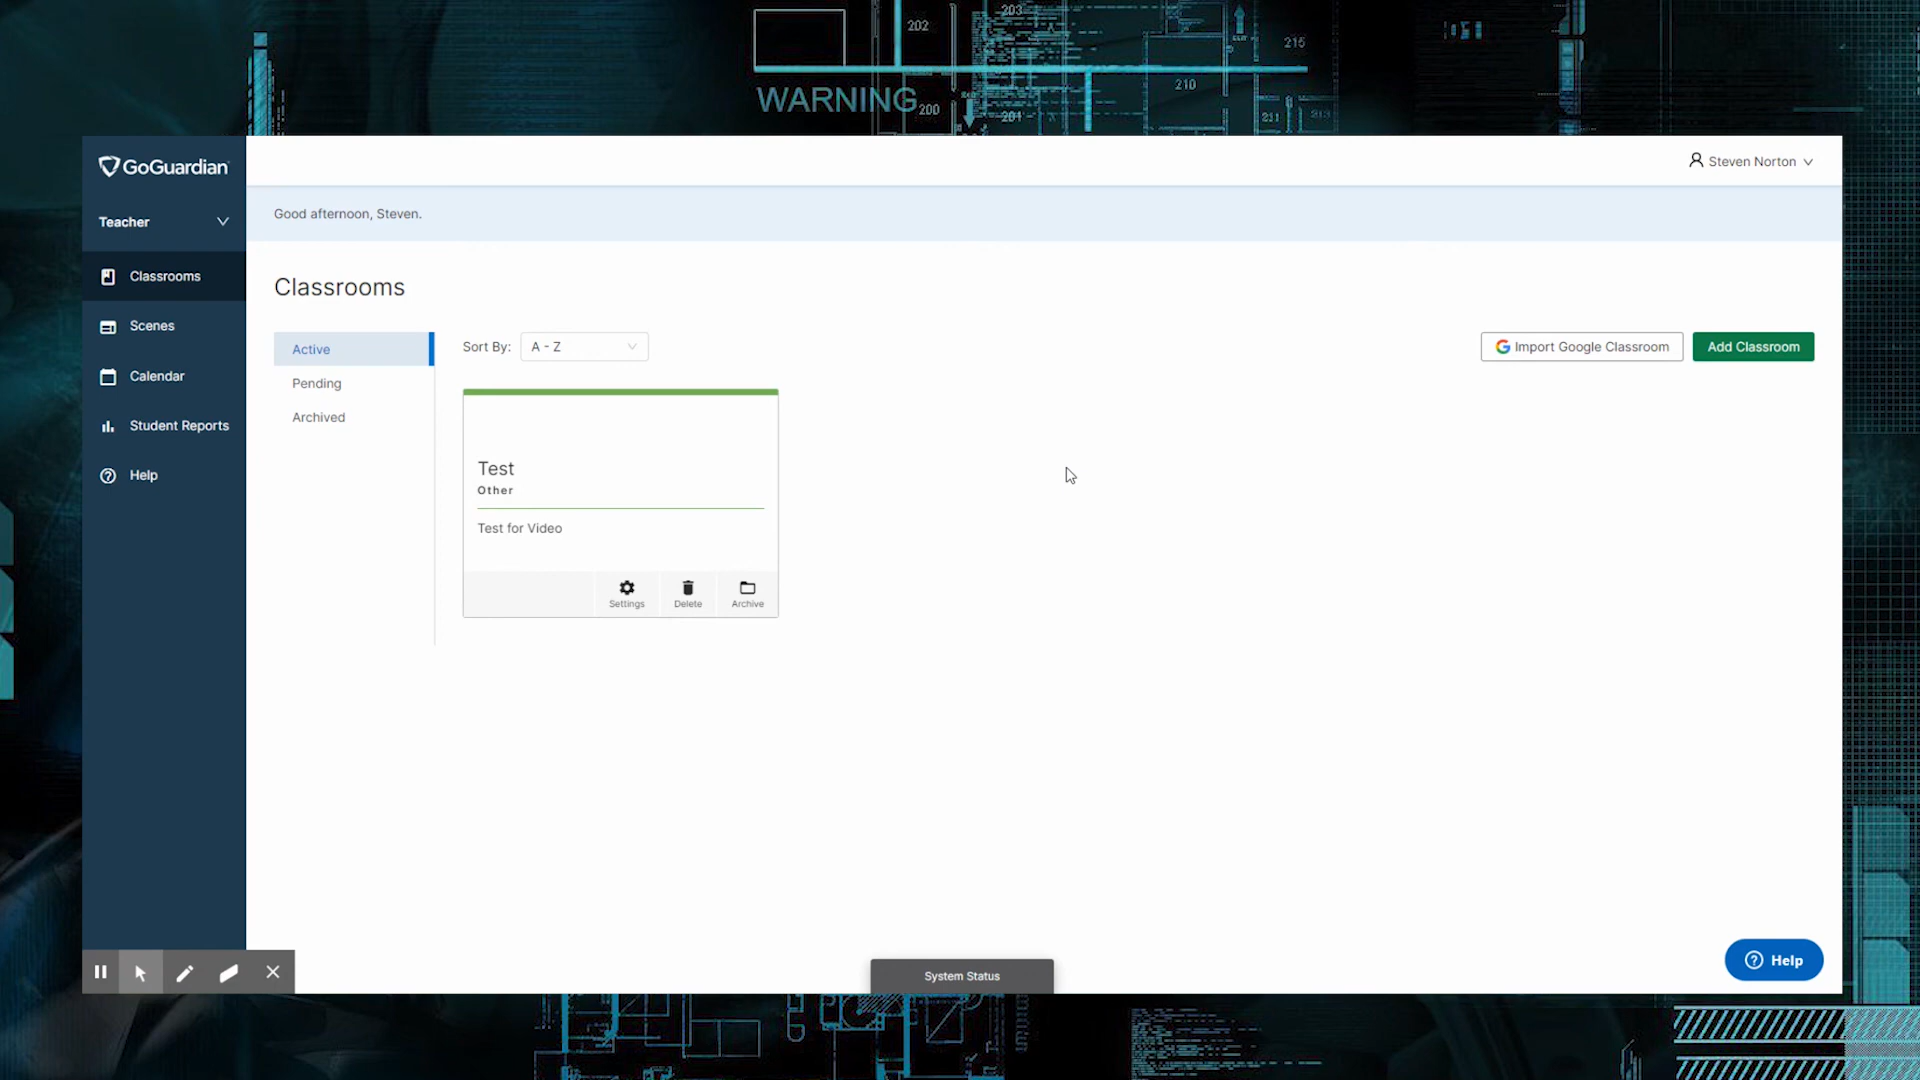 202
203
215
210
WARNING
200
201
211
213
GoGuardian
Steven Norton
Teacher
Good afternoon, Steven.
Classrooms
Scenes
Calendar
Student Reports
Help
Classrooms
Active
Pending
Archived
Sort By:
A - Z
Import Google Classroom
Add Classroom
Test
Other
Test for Video
Settings
Delete
Archive
System Status
Help